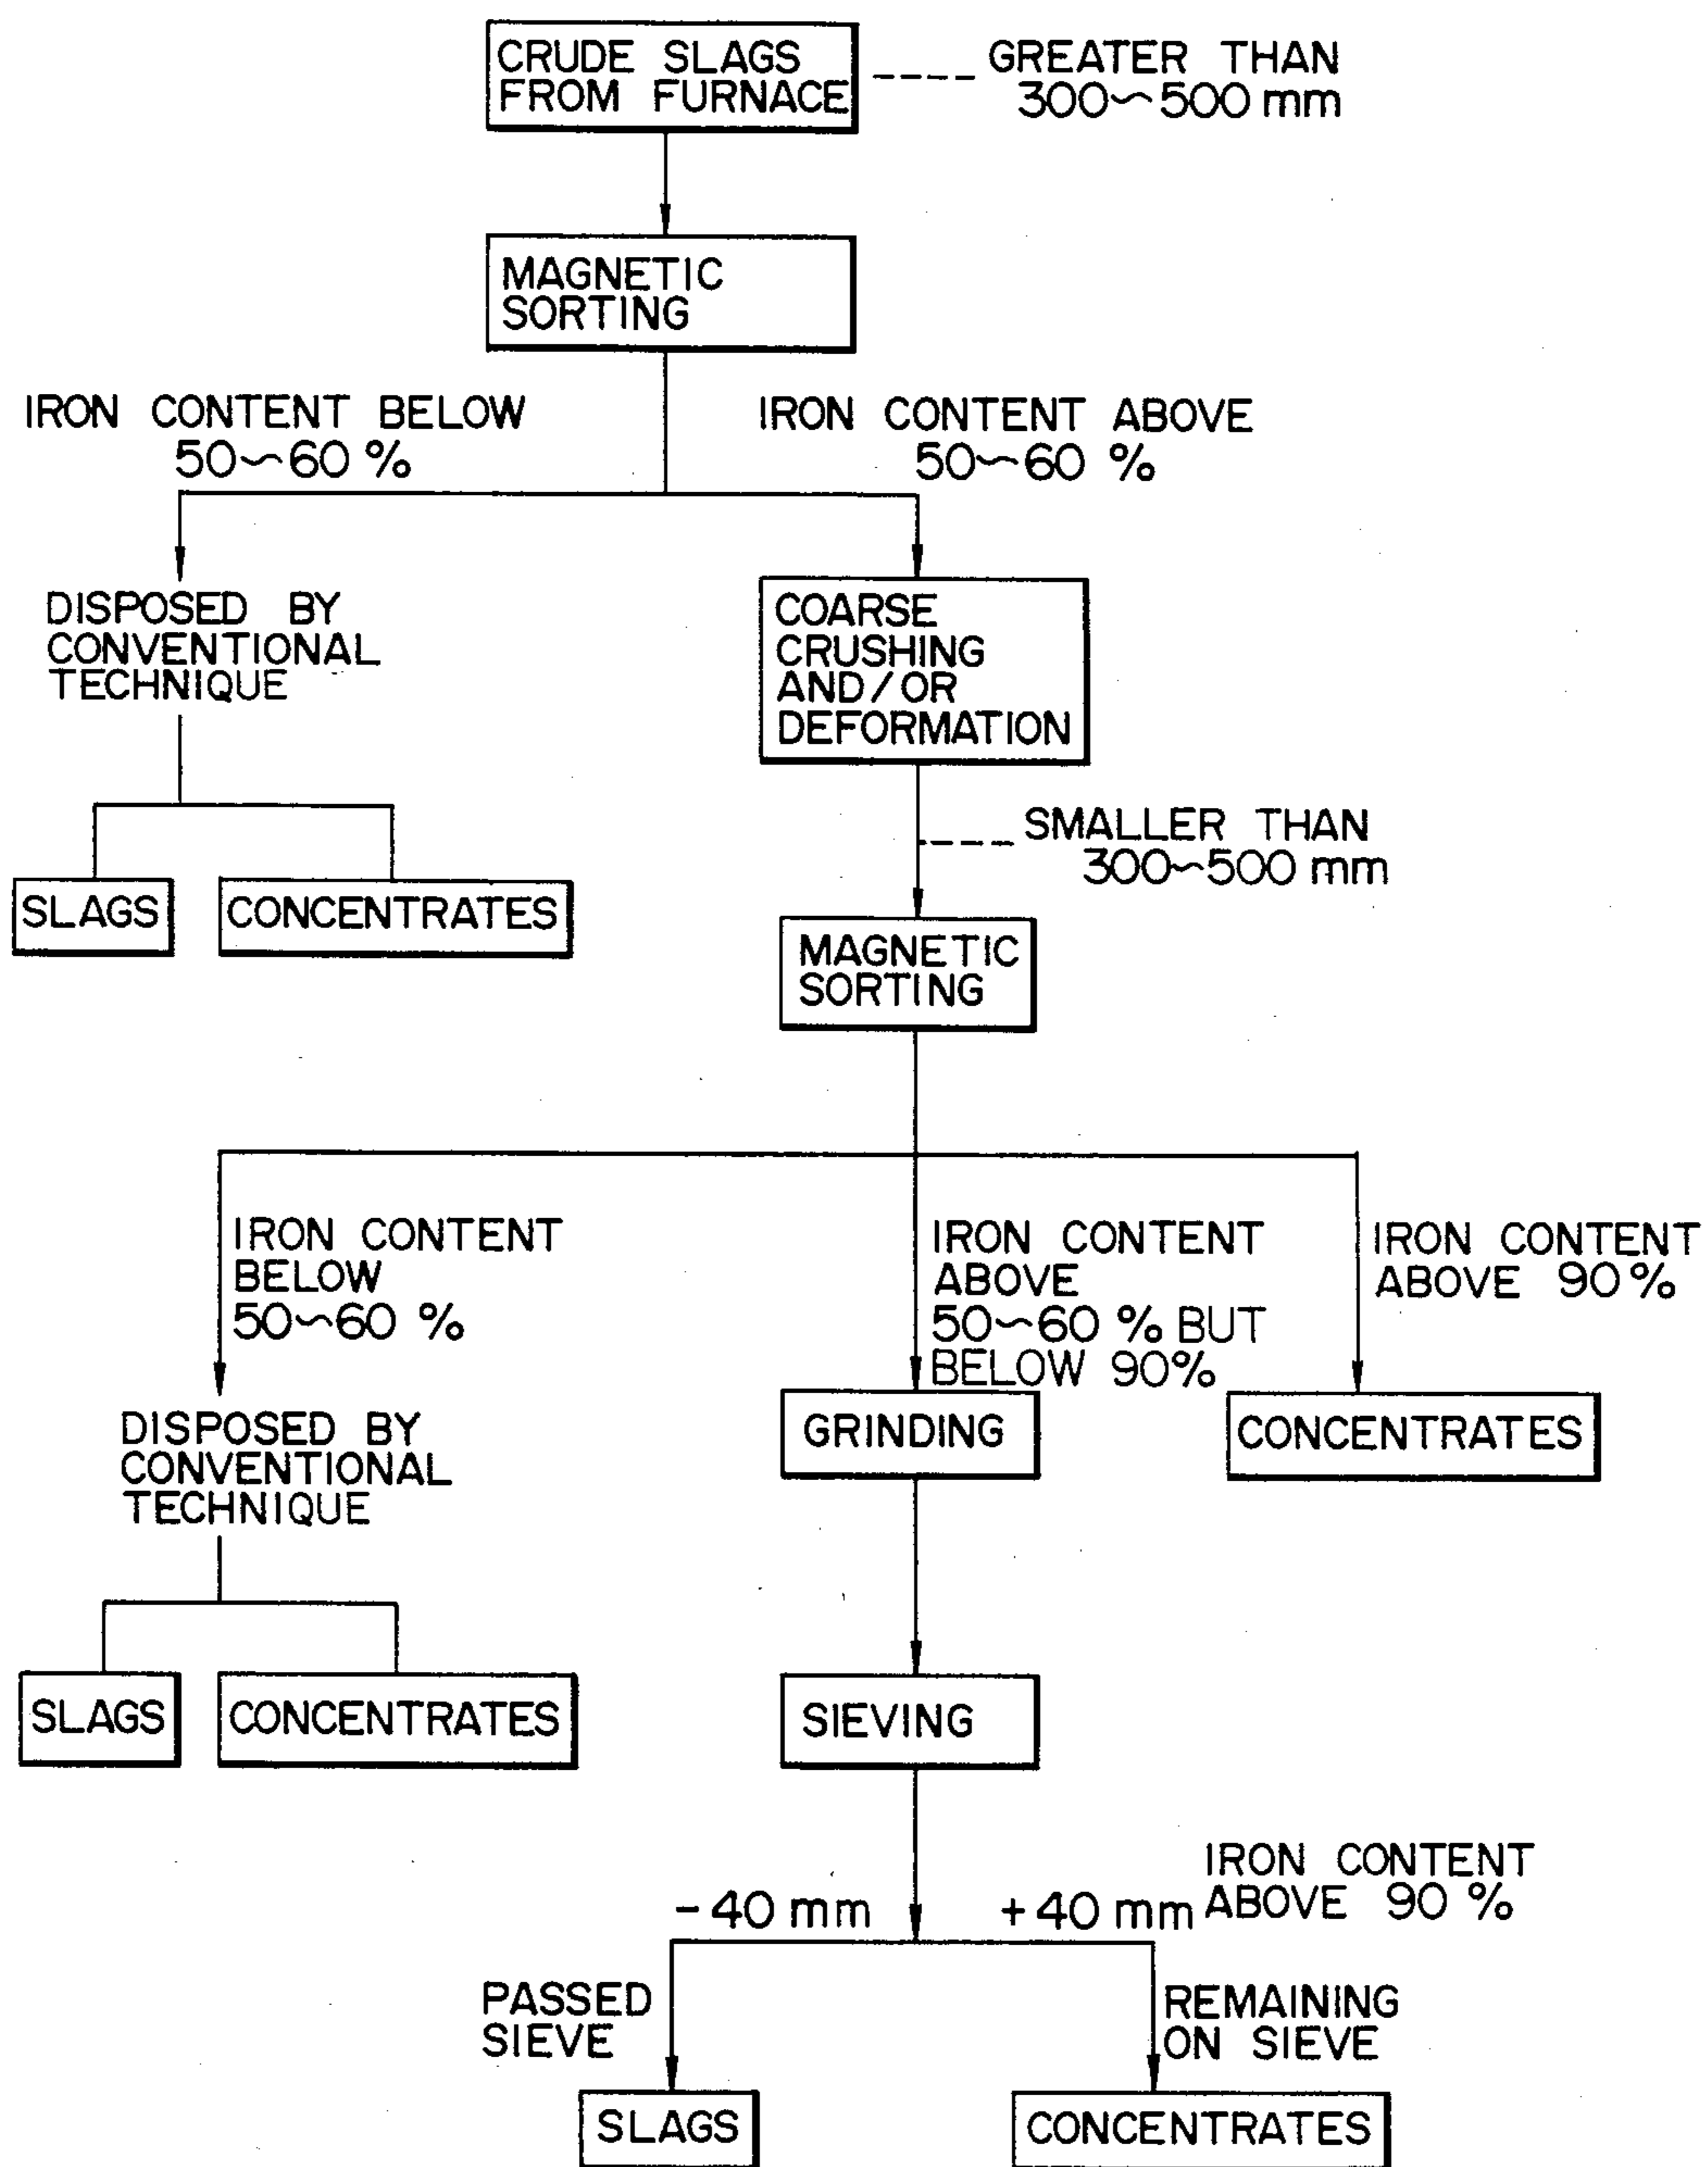 CRUDE SLAGS
FROM FURNACE
GREATER THAN
300~500 mm
MAGNETIC
SORTING
IRON CONTENT BELOW
50~60 %
IRON CONTENT ABOVE
50~60 %
DISPOSED BY
CONVENTIONAL
TECHNIQUE
COARSE
CRUSHING
AND/OR
DEFORMATION
SMALLER THAN
300~500 mm
SLAGS
CONCENTRATES
MAGNETIC
SORTING
IRON CONTENT
BELOW
50~60 %
IRON CONTENT
ABOVE
50~60 % BUT
BELOW 90%
IRON CONTENT
ABOVE 90%
DISPOSED BY
CONVENTIONAL
TECHNIQUE
GRINDING
CONCENTRATES
SLAGS
CONCENTRATES
SIEVING
-40 mm
+40 mm
IRON CONTENT
ABOVE 90 %
PASSED
SIEVE
REMAINING
ON SIEVE
SLAGS
CONCENTRATES